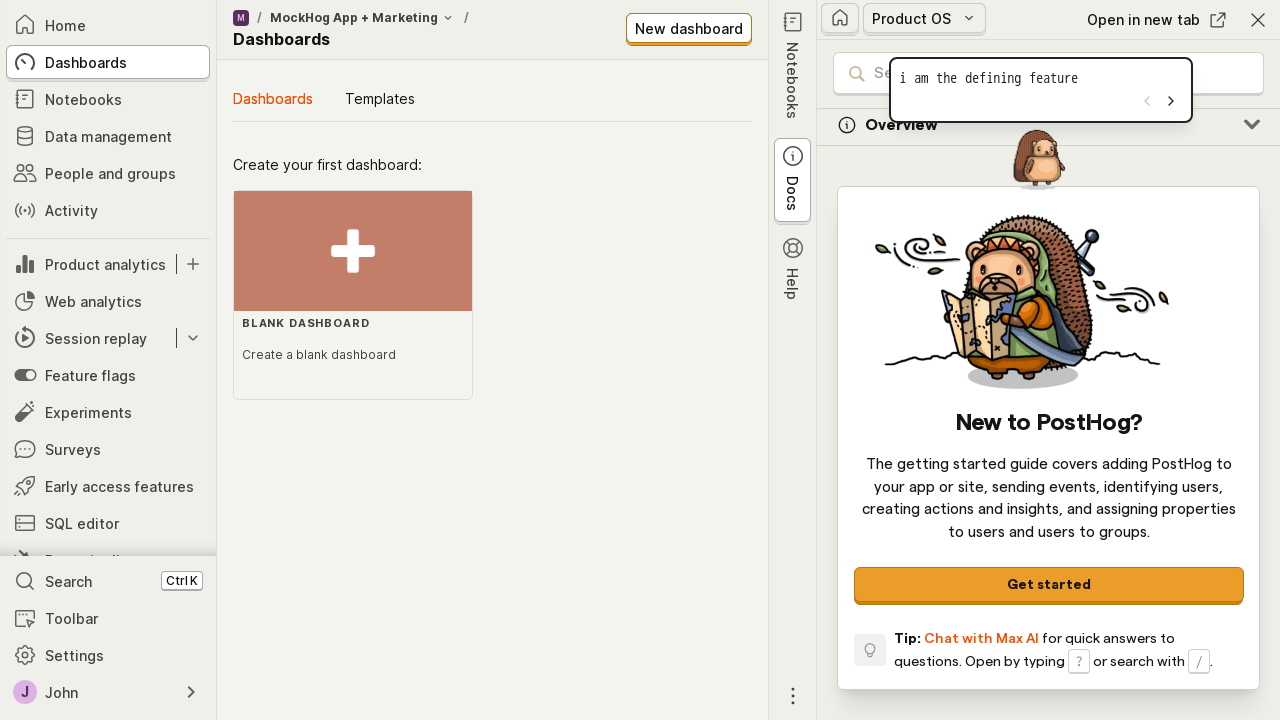 Home
Dashboards
Notebooks
Data management
People and groups
Activity
Product analytics
Web analytics
Session replay
Feature flags
Experiments
Surveys
Early access features
SQL editor
Search
Ctrl K
Toolbar
Settings
J
John
M
/ MockHog App + Marketing /
Dashboards
New dashboard
Dashboards
Templates
Create your first dashboard:
BLANK DASHBOARD
Create a blank dashboard
Notebooks
Docs
Help
Product OS
Open in new tab
i am the defining feature
Overview
New to PostHog?
The getting started guide covers adding PostHog to
your app or site, sending events, identifying users,
creating actions and insights, and assigning properties
to users and users to groups.
Get started
Tip: Chat with Max AI for quick answers to
questions. Open by typing ? or search with / .